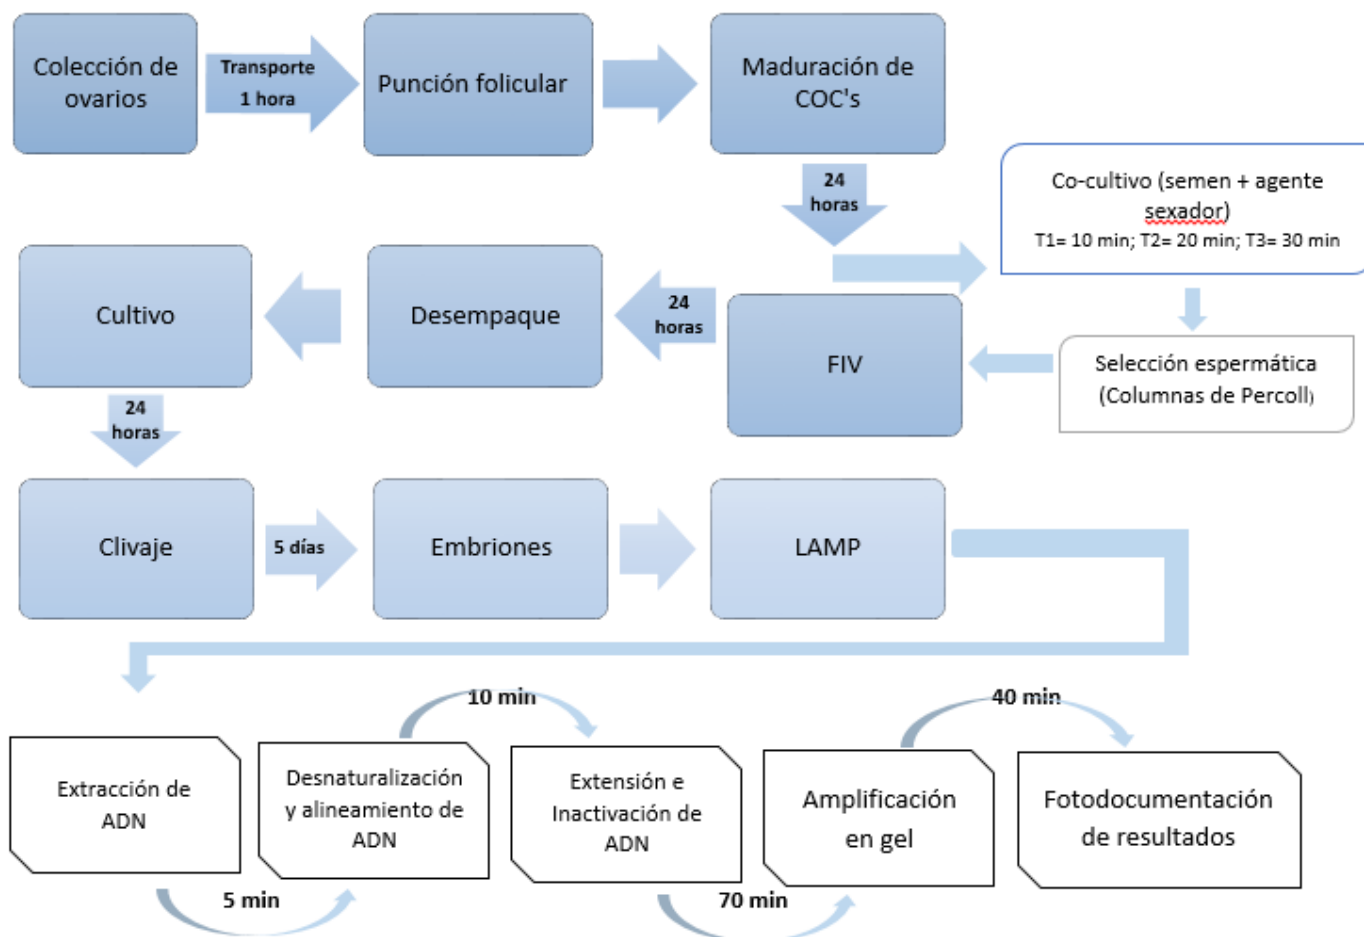 Colección de
ovarios
Transporte
1 hora
Punción folicular
Maduración de
COC's
24
horas
Co-cultivo (semen + agente
sexador)
T1= 10 min; T2= 20 min; T3= 30 min
Selección espermática
(Columnas de Percoll)
FIV
24
horas
Desempaque
Cultivo
24
horas
Clivaje
5 días
Embriones
LAMP
Extracción de
ADN
5 min
Desnaturalización
y alineamiento de
ADN
10 min
Extensión e
Inactivación de
ADN
70 min
Amplificación
en gel
40 min
Fotodocumentación
de resultados